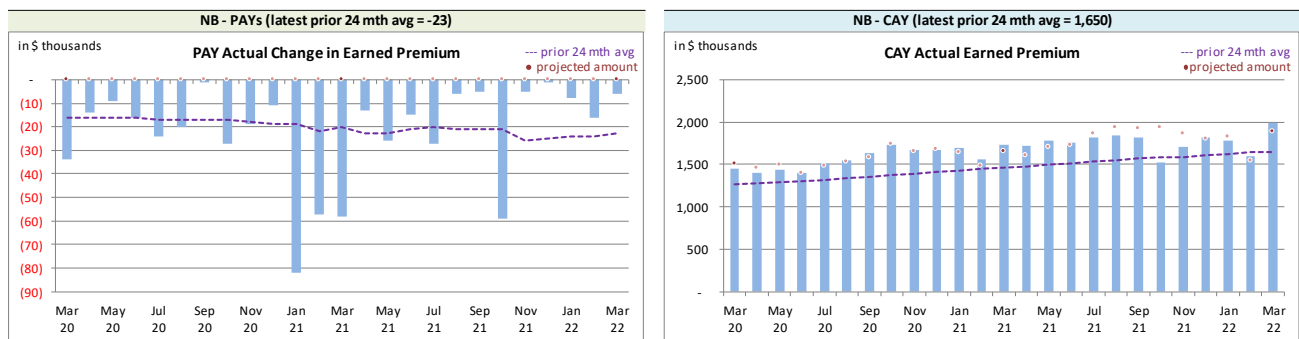 NB - PAYs (latest prior 24 mth avg = -23)
in $ thousands
PAY Actual Change in Earned Premium
--- prior 24 mth avg
• projected amount
-
(10)
(20)
(30)
(40)
(50)
(60)
(70)
(80)
(90)
Mar 20
May 20
Jul 20
Sep 20
Nov 20
Jan 21
Mar 21
May 21
Jul 21
Sep 21
Nov 21
Jan 22
Mar 22
NB - CAY (latest prior 24 mth avg = 1,650)
in $ thousands
CAY Actual Earned Premium
--- prior 24 mth avg
• projected amount
2,500
2,000
1,500
1,000
500
-
Mar 20
May 20
Jul 20
Sep 20
Nov 20
Jan 21
Mar 21
May 21
Jul 21
Sep 21
Nov 21
Jan 22
Mar 22